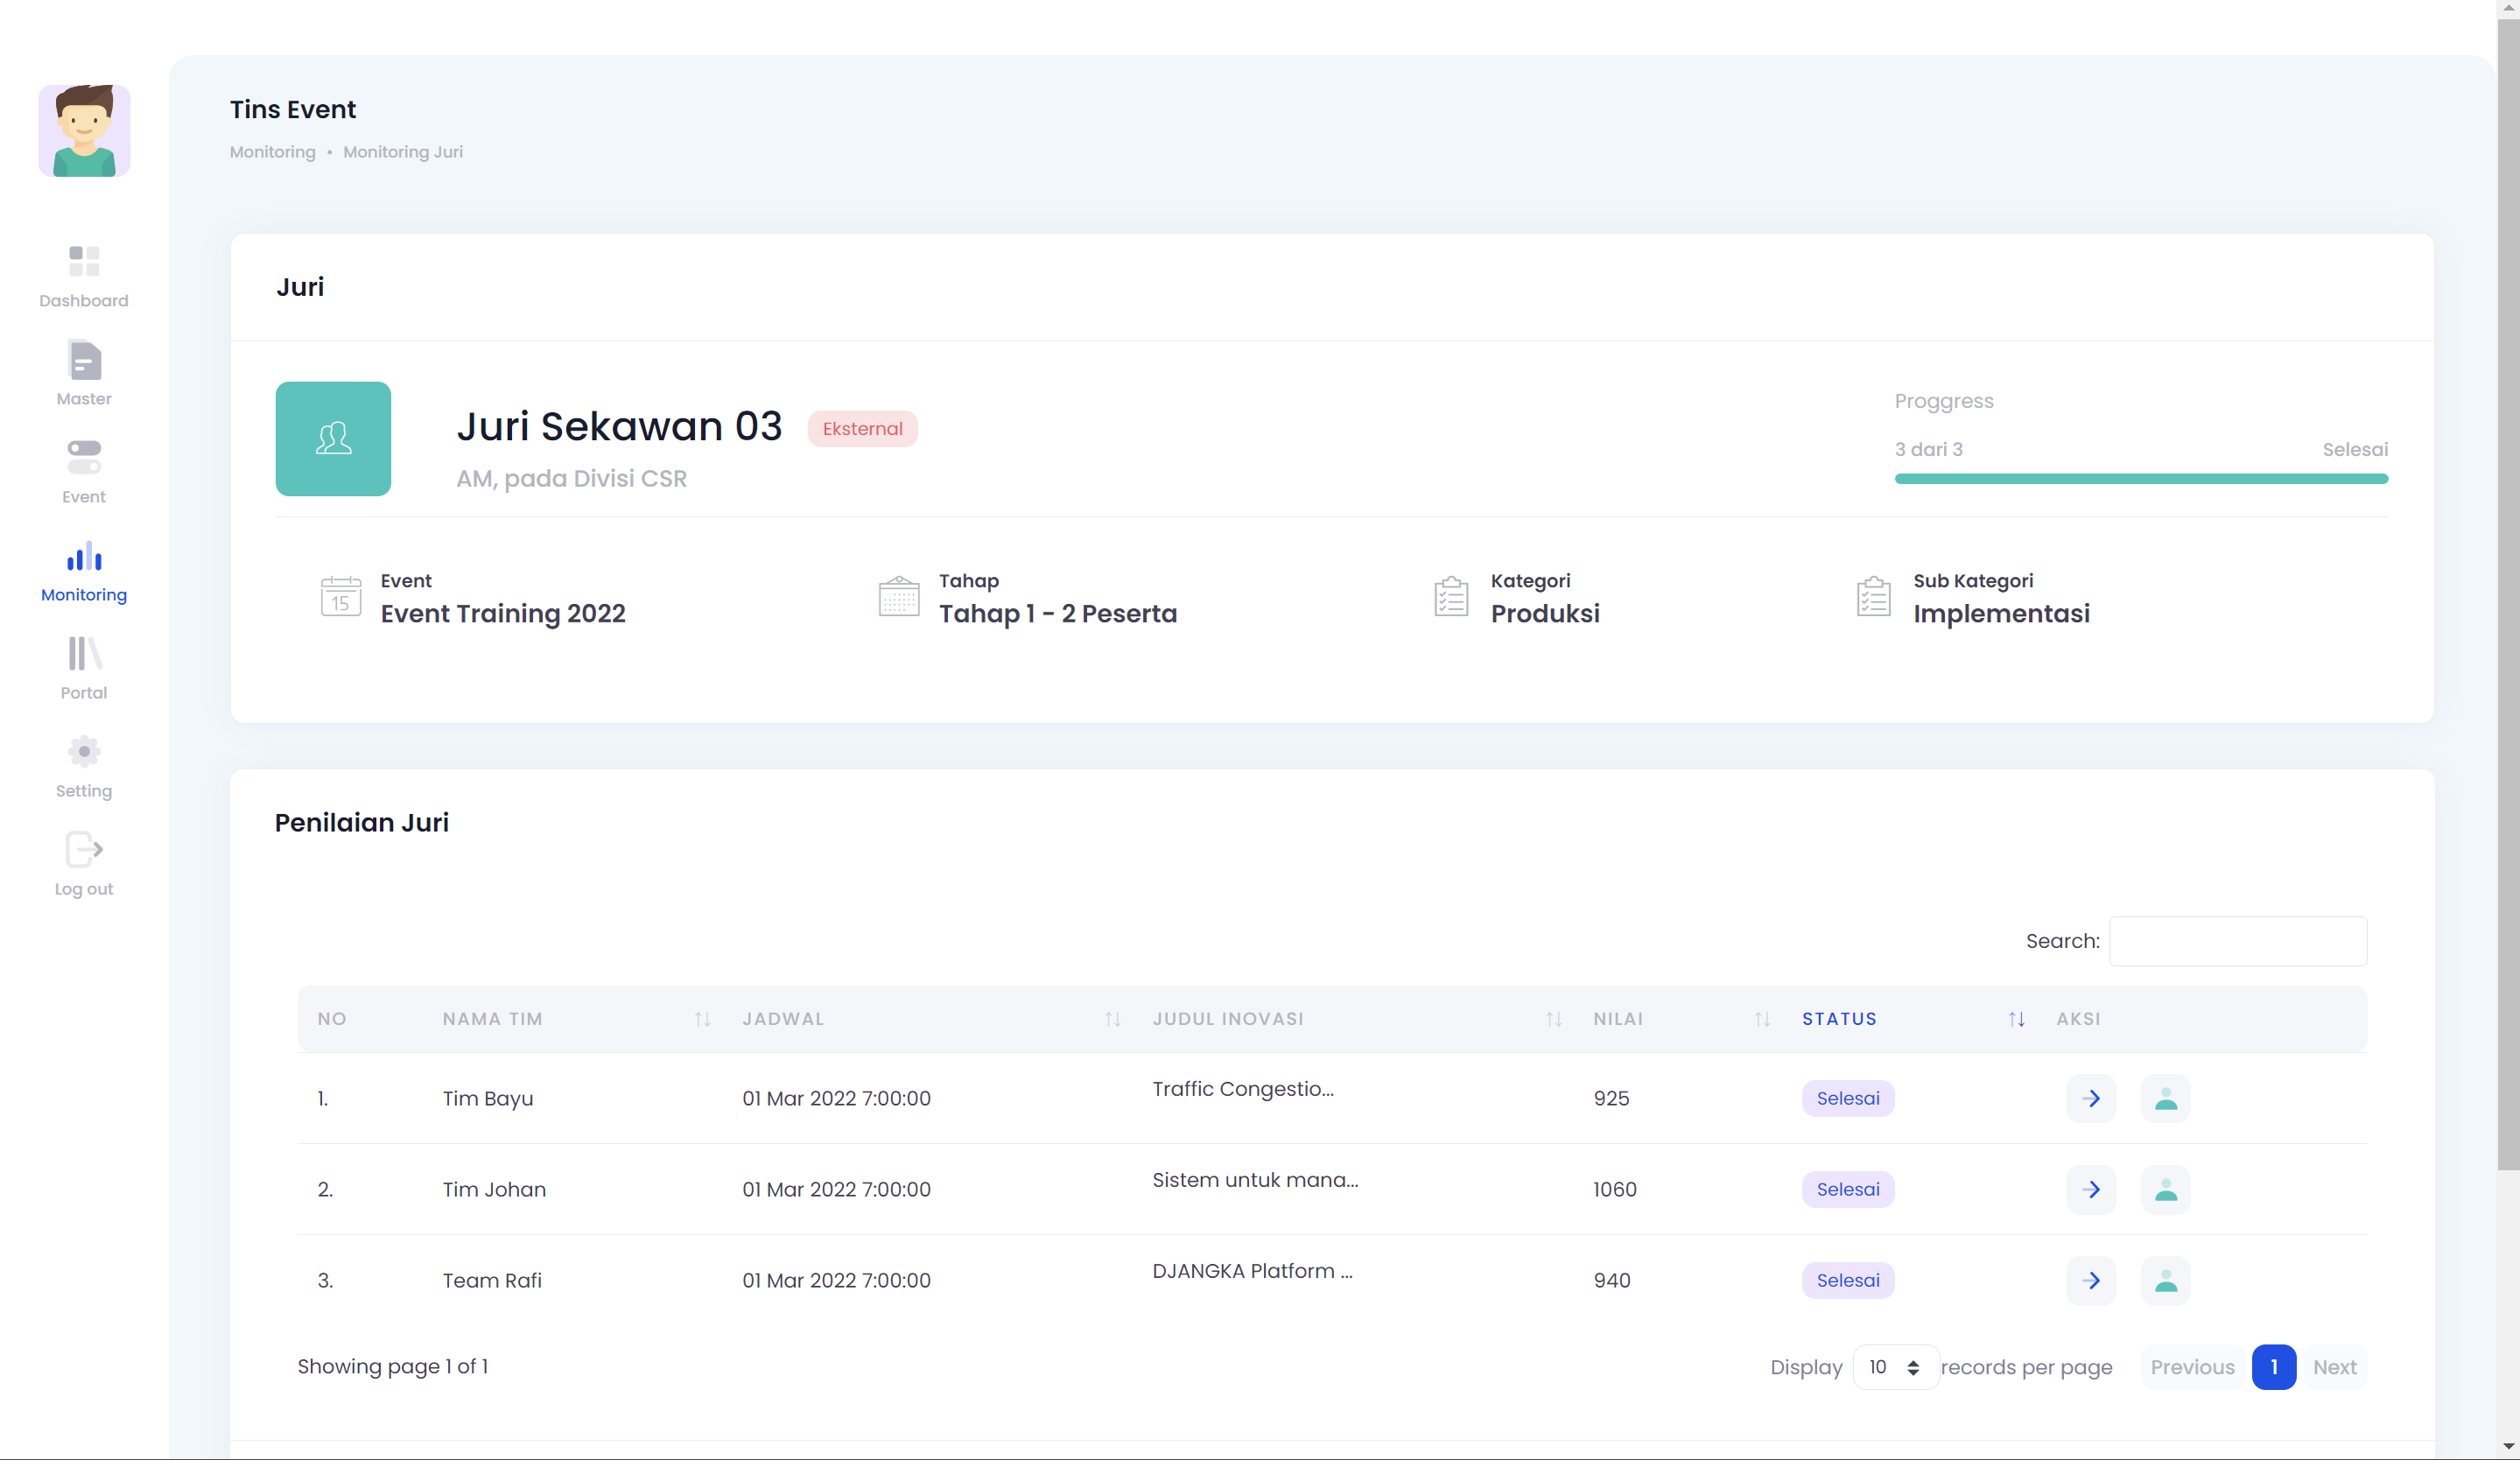 Tins Event
Monitoring • Monitoring Juri
Dashboard
Master
Event
Monitoring
Portal
Setting
Log out
Juri
Juri Sekawan 03 Eksternal
AM, pada Divisi CSR
Proggress
3 dari 3 Selesai
15
Event
Event Training 2022
Tahap
Tahap 1 - 2 Peserta
Kategori
Produksi
Sub Kategori
Implementasi
Penilaian Juri
Search:
NO NAMA TIM JADWAL JUDUL INOVASI NILAI STATUS AKSI
1. Tim Bayu 01 Mar 2022 7:00:00 Traffic Congestio... 925 Selesai
2. Tim Johan 01 Mar 2022 7:00:00 Sistem untuk mana... 1060 Selesai
3. Team Rafi 01 Mar 2022 7:00:00 DJANGKA Platform ... 940 Selesai
Showing page 1 of 1 Display 10 records per page Previous 1 Next